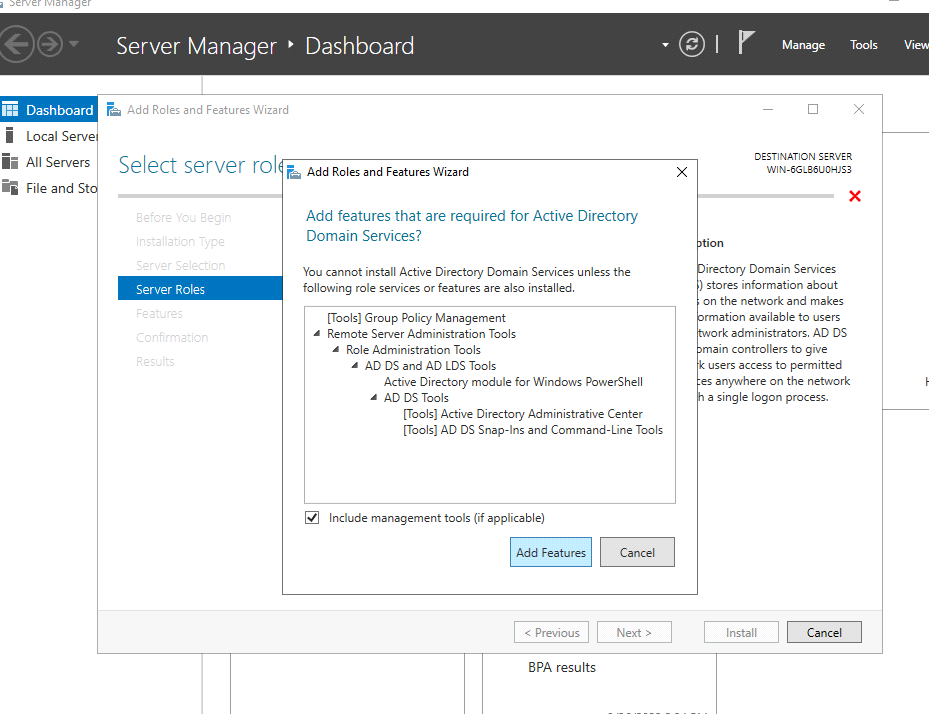 Server Manager
Server Manager ‣ Dashboard
Manage Tools View
Dashboard
Local Server
All Servers
File and Sto
Add Roles and Features Wizard
Select server role
DESTINATION SERVER
WIN-6GLB6U0HJS3
Before You Begin
Installation Type
Server Selection
Server Roles
Features
Confirmation
Results
Add Roles and Features Wizard
Add features that are required for Active Directory
Domain Services?
You cannot install Active Directory Domain Services unless the
following role services or features are also installed.
[Tools] Group Policy Management
Remote Server Administration Tools
Role Administration Tools
AD DS and AD LDS Tools
Active Directory module for Windows PowerShell
AD DS Tools
[Tools] Active Directory Administrative Center
[Tools] AD DS Snap-Ins and Command-Line Tools
Include management tools (if applicable)
Add Features Cancel
ption
Directory Domain Services
) stores information about
s on the network and makes
ormation available to users
twork administrators. AD DS
omain controllers to give
rk users access to permitted
ces anywhere on the network
h a single logon process.
< Previous Next > Install Cancel
BPA results